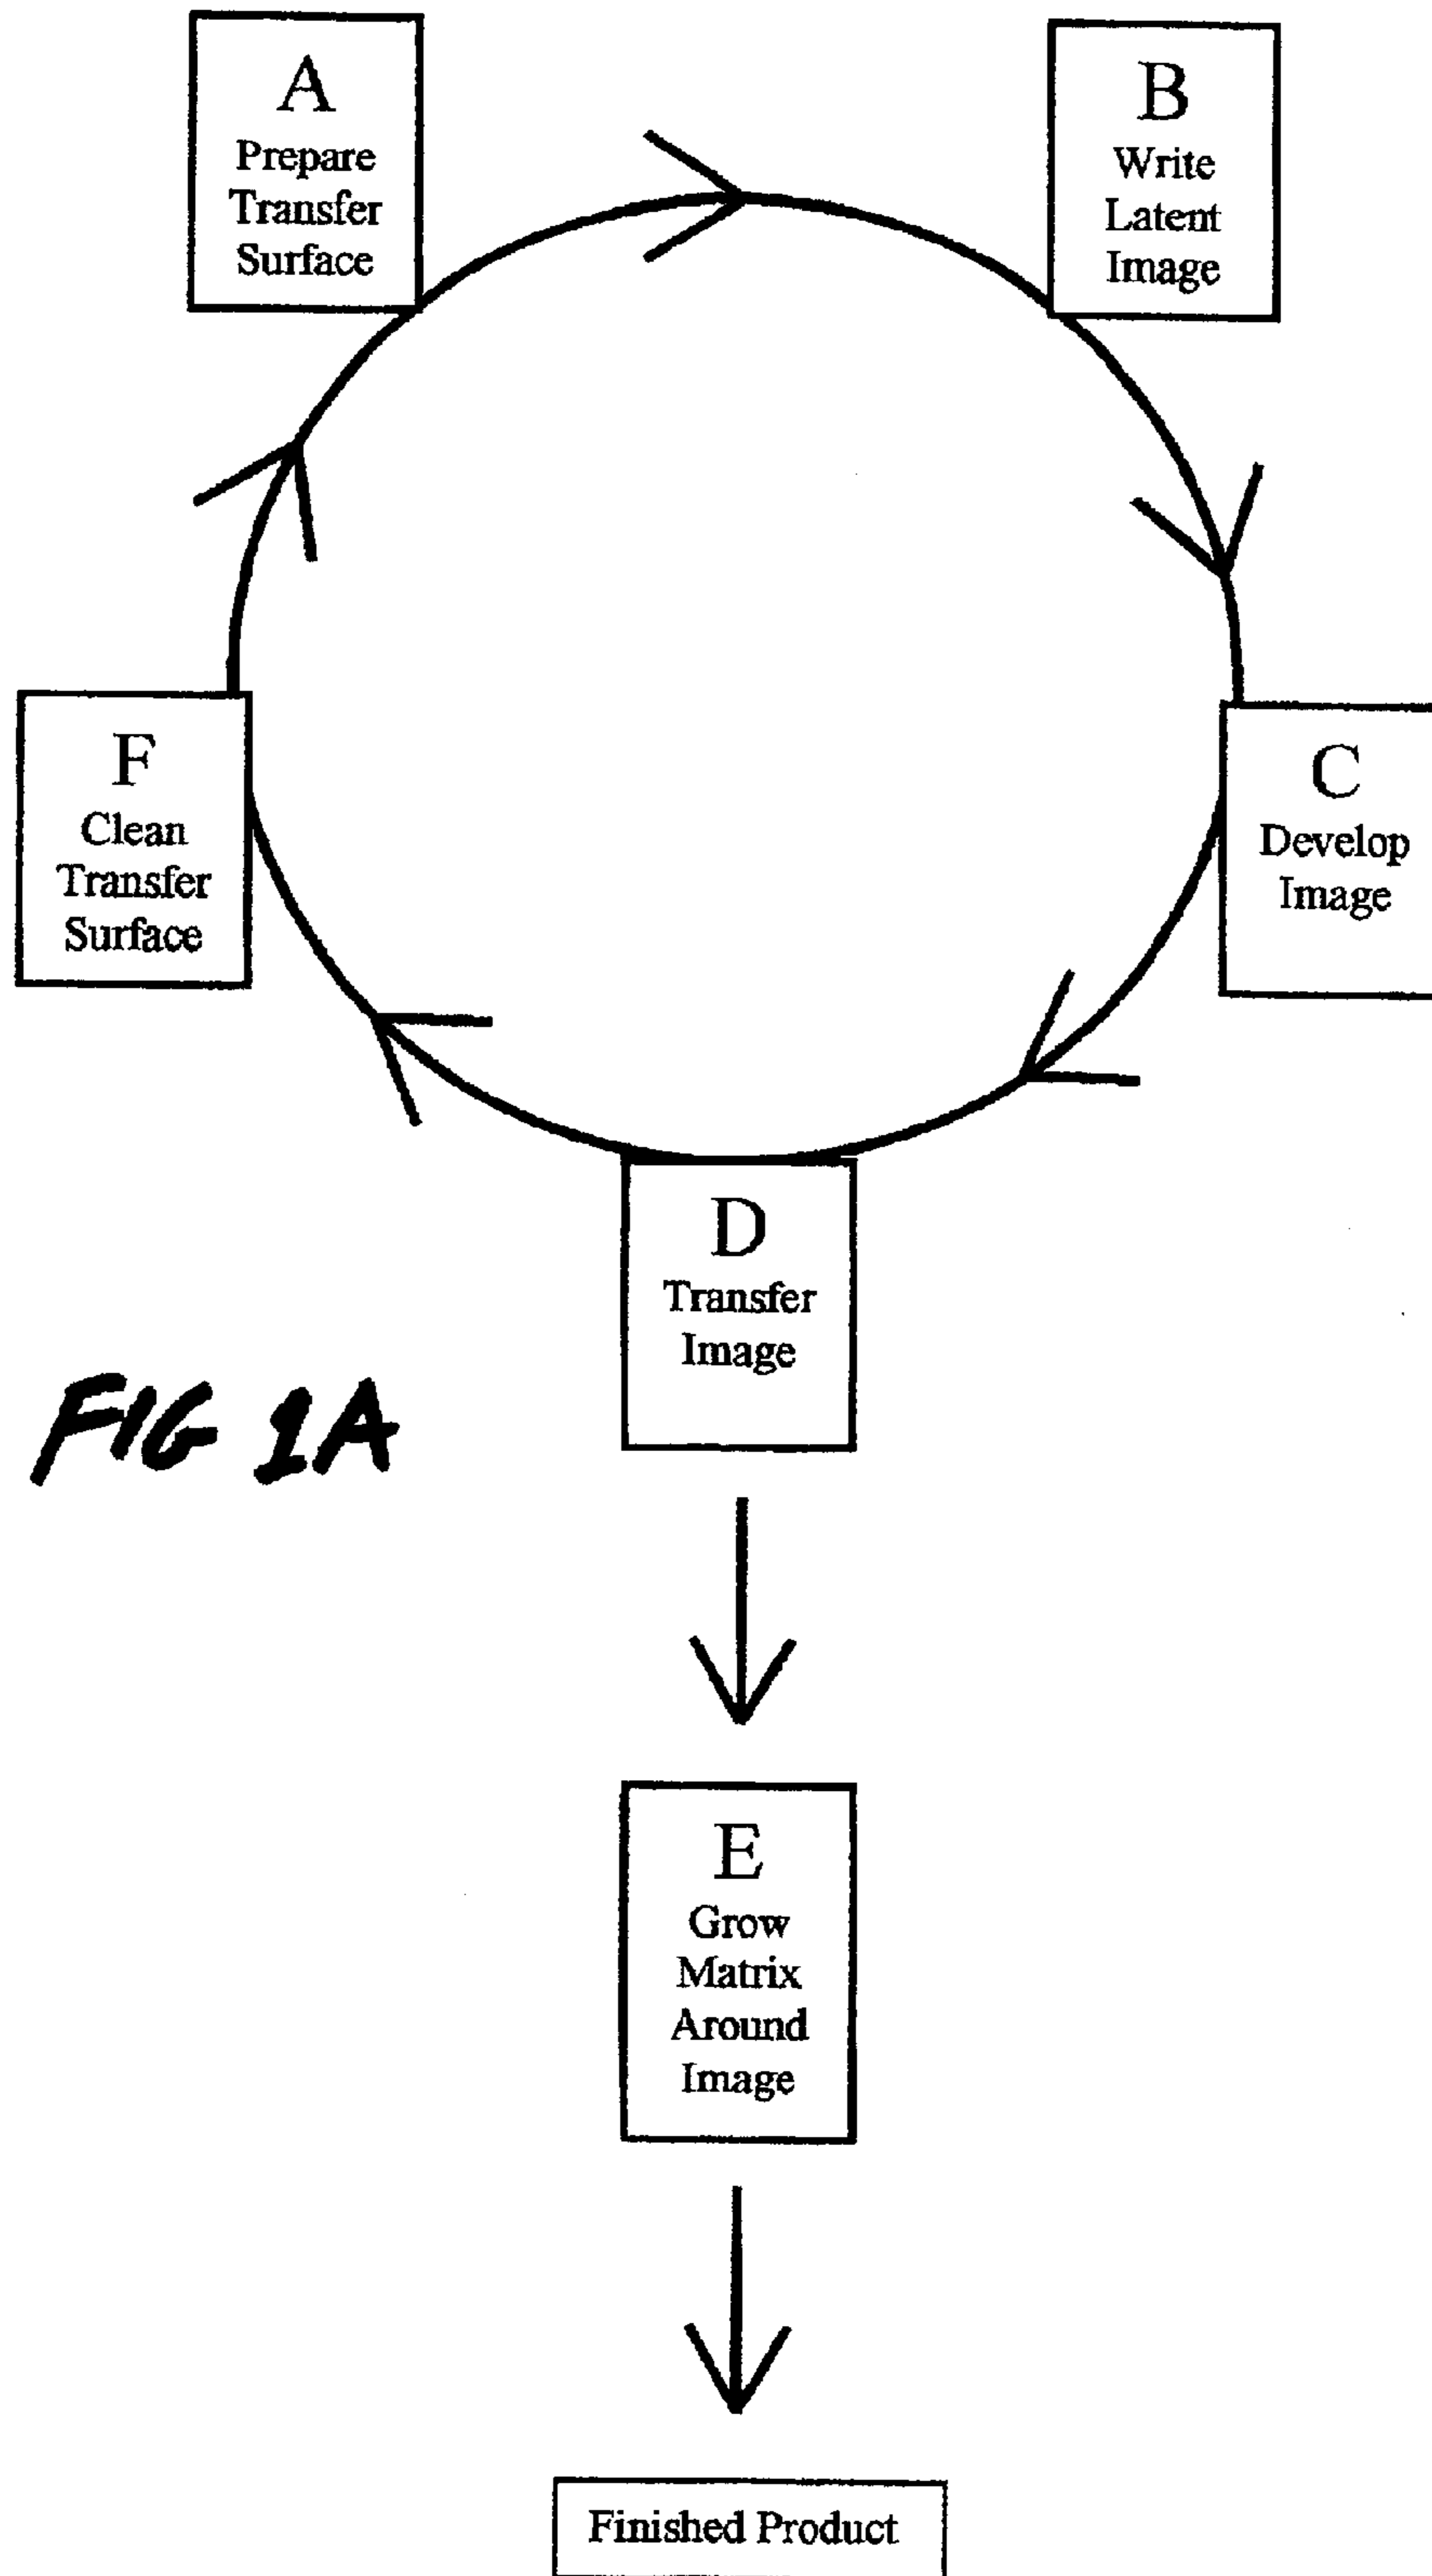 A
Prepare
Transfer
Surface
B
Write
Latent
Image
F
Clean
Transfer
Surface
C
Develop
Image
D
Transfer
Image
FIG 1A
E
Grow
Matrix
Around
Image
Finished Product